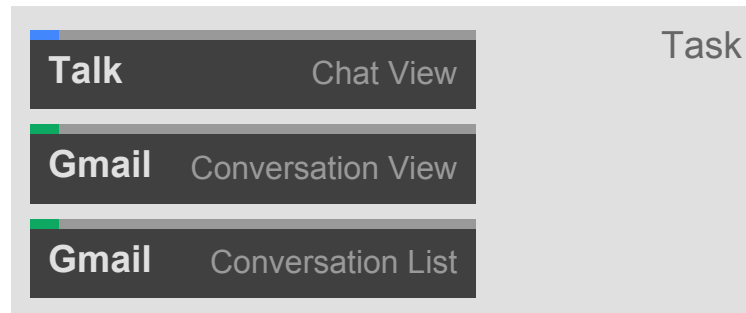 Task
Talk Chat View
Gmail Conversation View
Gmail Conversation List